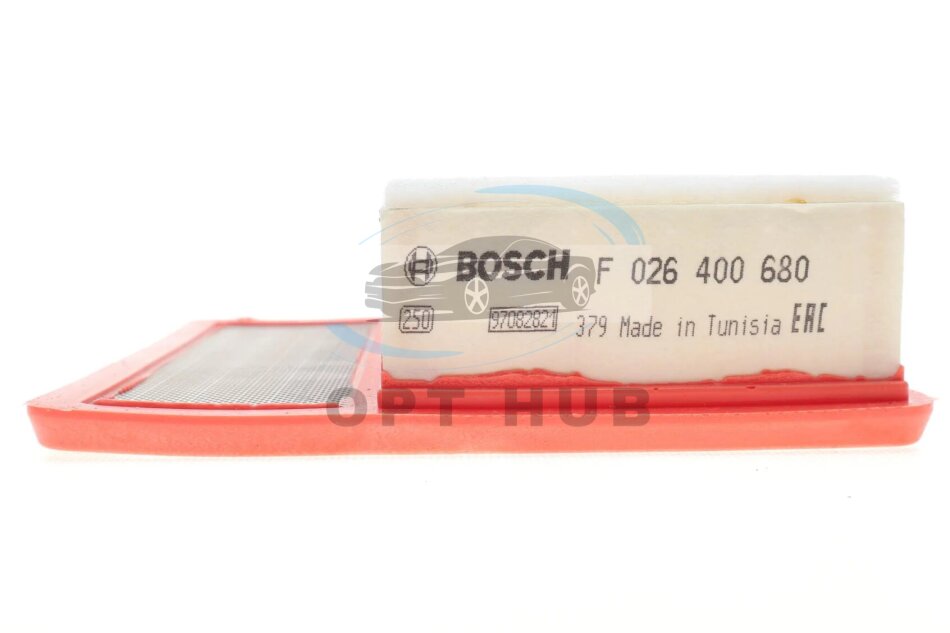 BOSCH F 026 400 680
250 97082821 379 Made in Tunisia EAC
OPT HUB